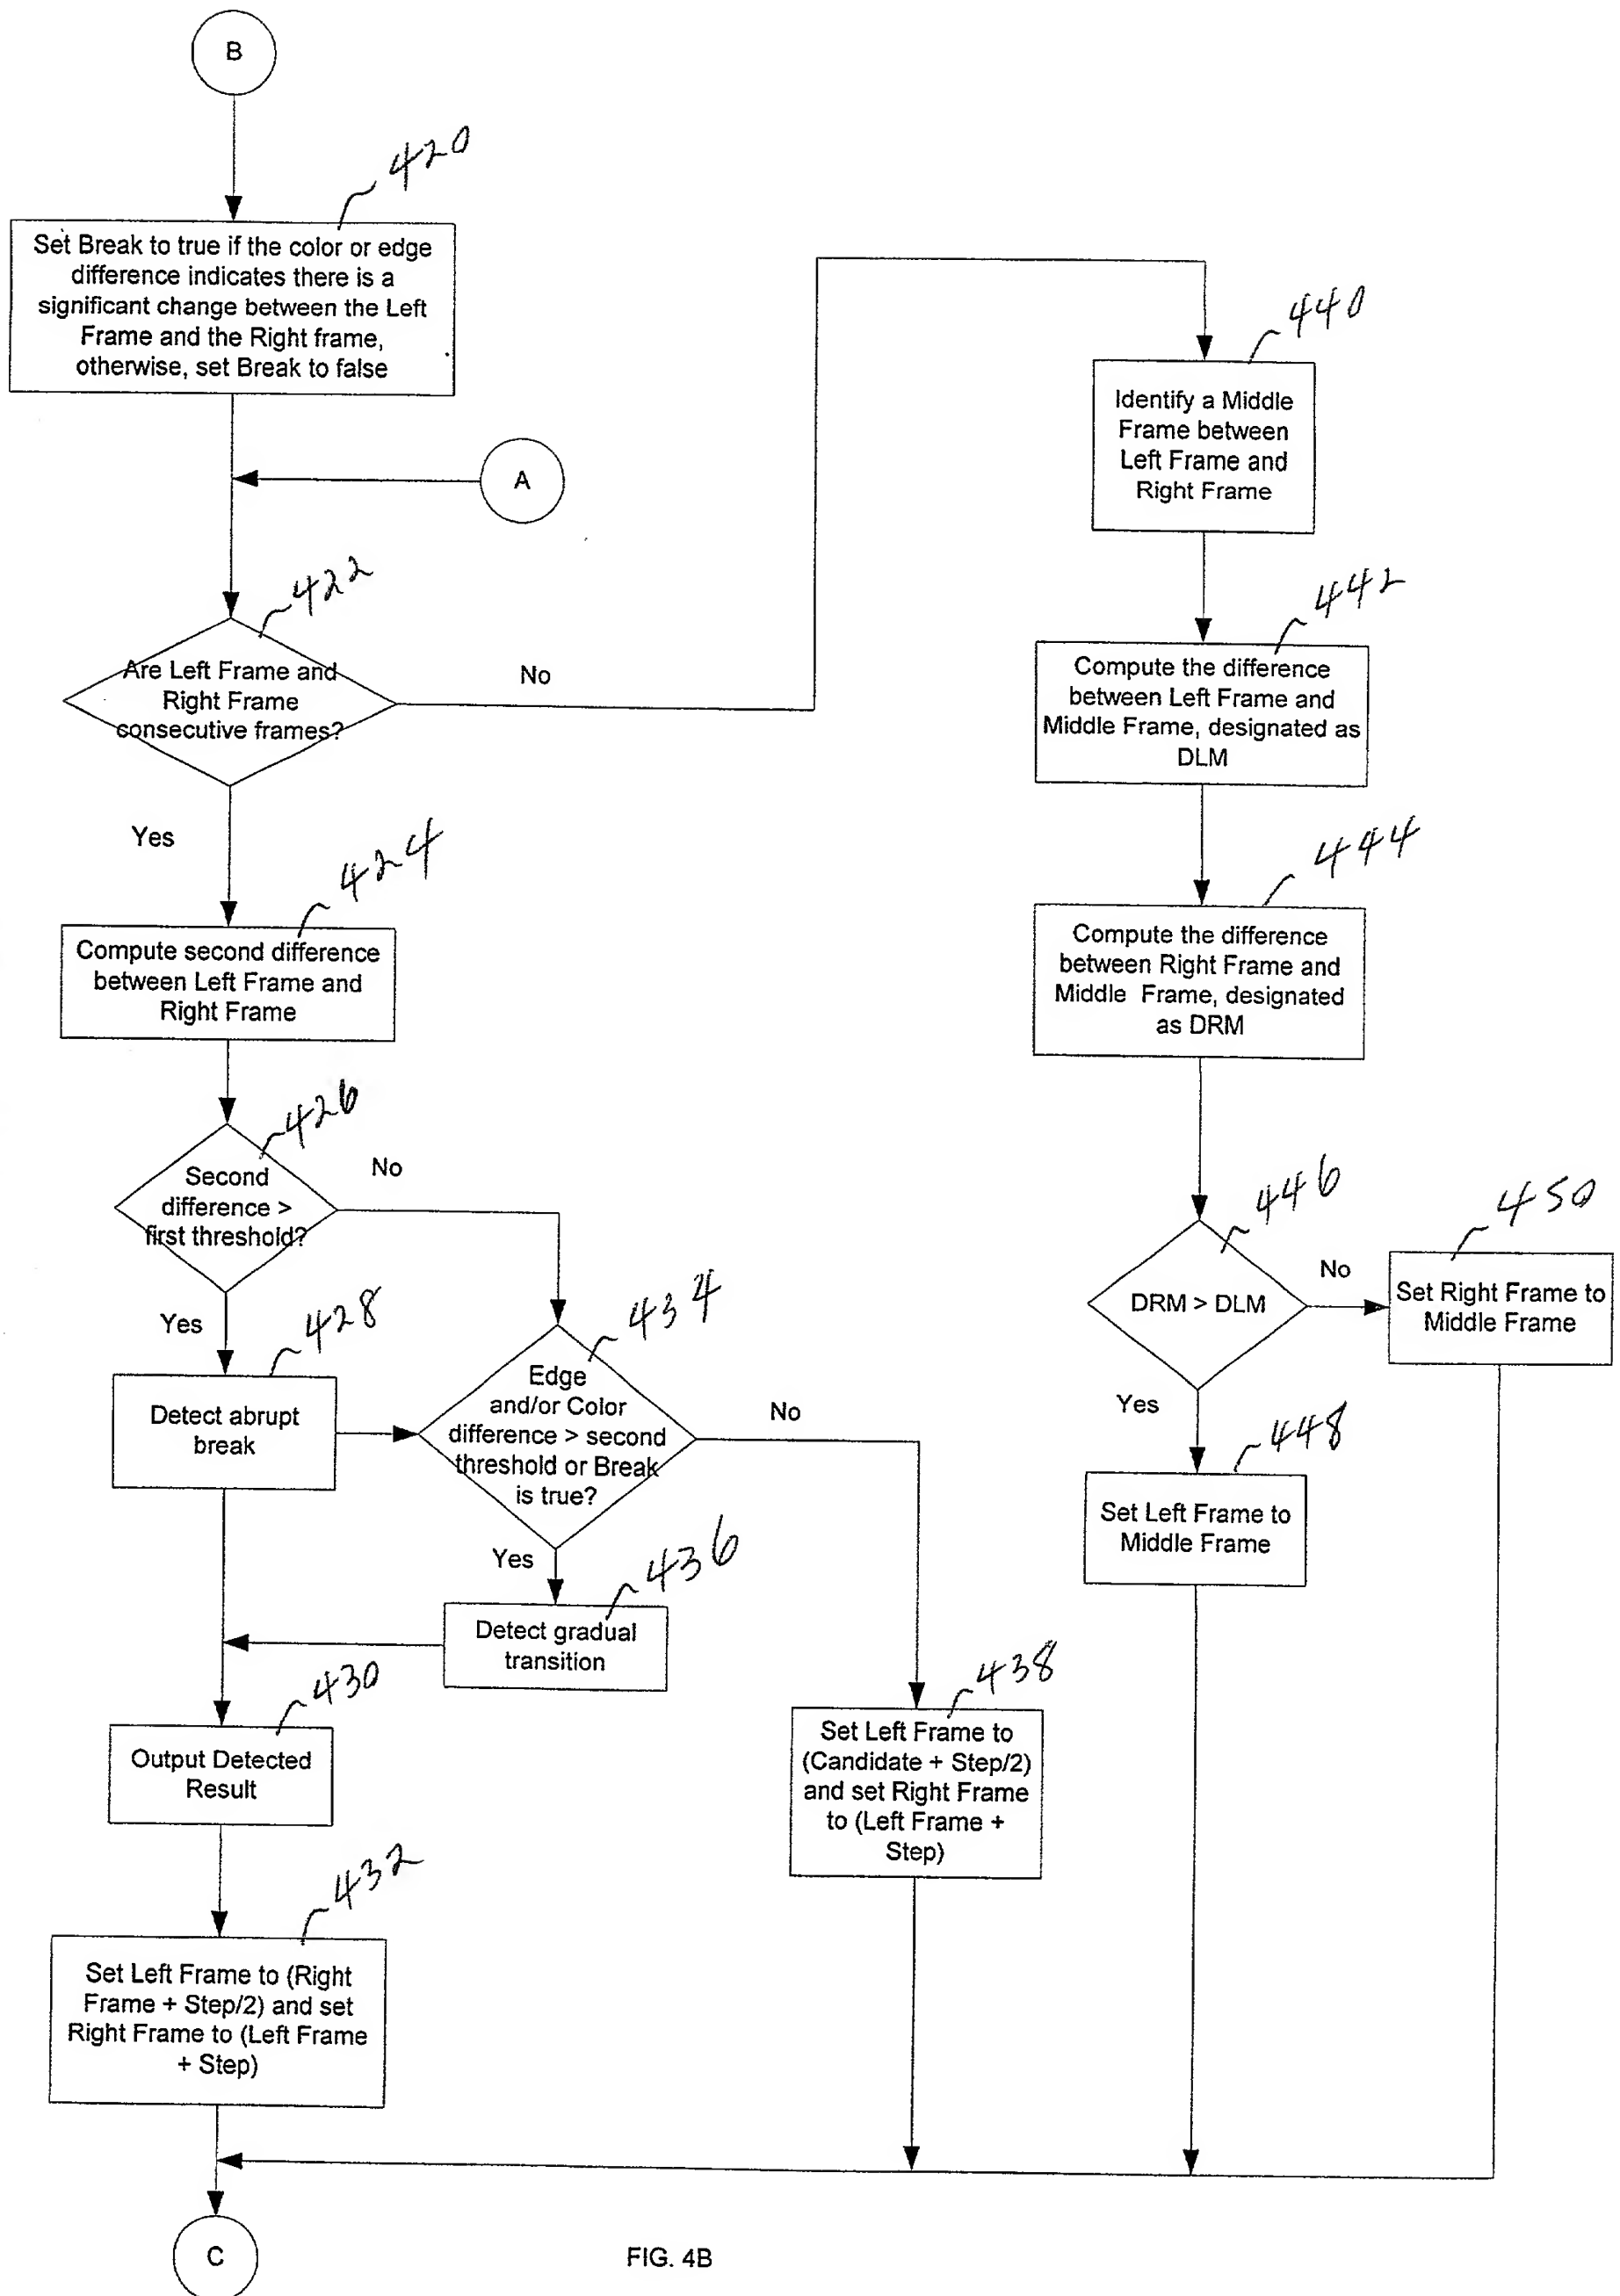 B
420
Set Break to true if the color or edge
difference indicates there is a
significant change between the Left
Frame and the Right frame,
otherwise, set Break to false
A
422
Are Left Frame and
Right Frame
consecutive frames?
No
Yes
424
Compute second difference
between Left Frame and
Right Frame
426
Second
difference >
first threshold?
No
Yes
428
Detect abrupt
break
434
Edge
and/or Color
difference > second
threshold or Break
is true?
No
Yes
436
Detect gradual
transition
430
Output Detected
Result
438
Set Left Frame to
(Candidate + Step/2)
and set Right Frame
to (Left Frame +
Step)
432
Set Left Frame to (Right
Frame + Step/2) and set
Right Frame to (Left Frame
+ Step)
440
Identify a Middle
Frame between
Left Frame and
Right Frame
442
Compute the difference
between Left Frame and
Middle Frame, designated as
DLM
444
Compute the difference
between Right Frame and
Middle Frame, designated
as DRM
446
DRM > DLM
No
450
Set Right Frame to
Middle Frame
Yes
448
Set Left Frame to
Middle Frame
C
FIG. 4B